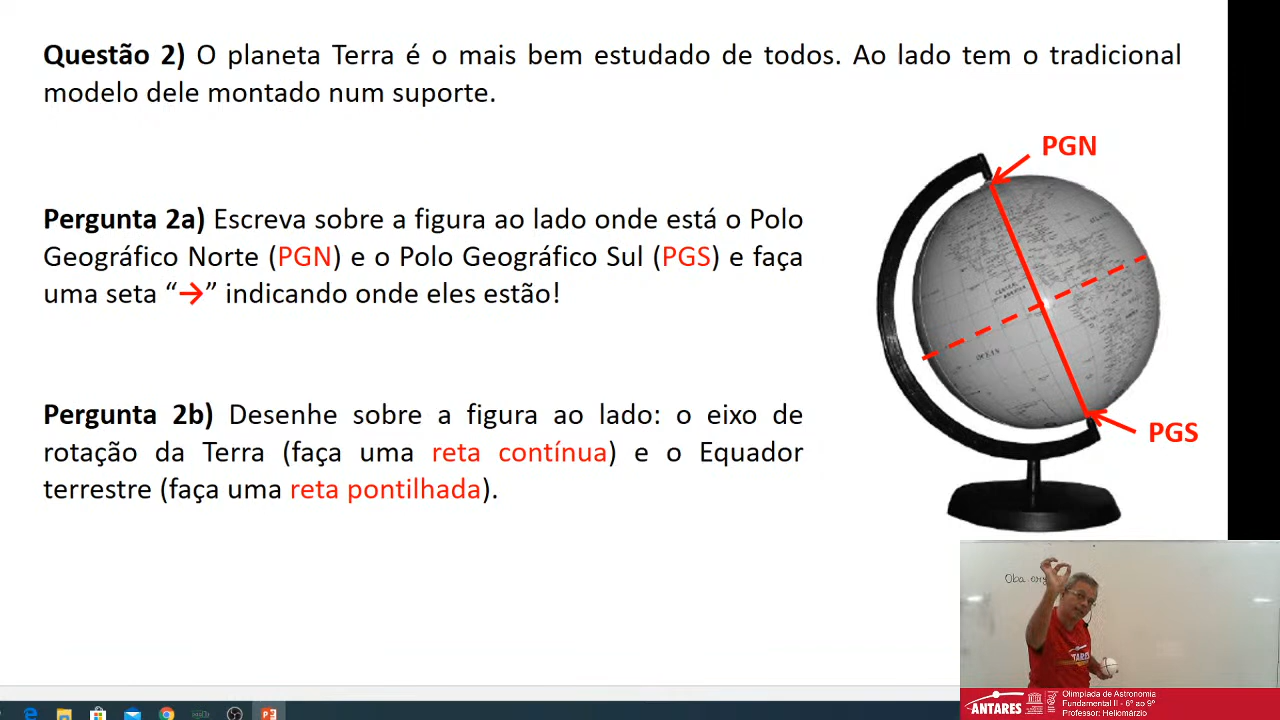 Questão 2) O planeta Terra é o mais bem estudado de todos. Ao lado tem o tradicional
modelo dele montado num suporte.
PGN
Pergunta 2a) Escreva sobre a figura ao lado onde está o Polo
Geográfico Norte (PGN) e o Polo Geográfico Sul (PGS) e faça
uma seta “→” indicando onde eles estão!
CENTRAL
AMERICA
OCEAN
Pergunta 2b) Desenhe sobre a figura ao lado: o eixo de
rotação da Terra (faça uma reta contínua) e o Equador
terrestre (faça uma reta pontilhada).
PGS
Oba
ANTARES
Olimpíada de Astronomia
Fundamental II - 6º ao 9º
Professor: Heliomárzio